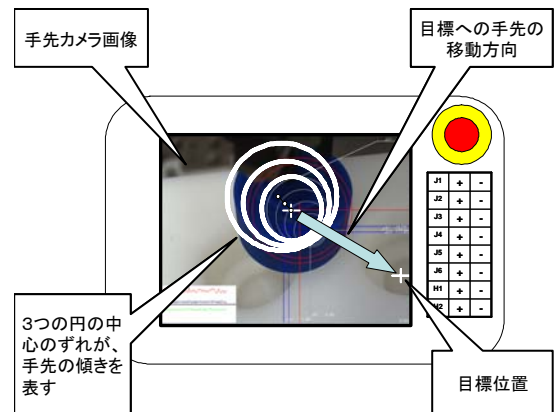 手先カメラ画像
目標への手先の
移動方向
J1 + -
J2 + -
J3 + -
J4 + -
J5 + -
J6 + -
H1 + -
H2 + -
3つの円の中
心のずれが、
手先の傾きを
表す
目標位置